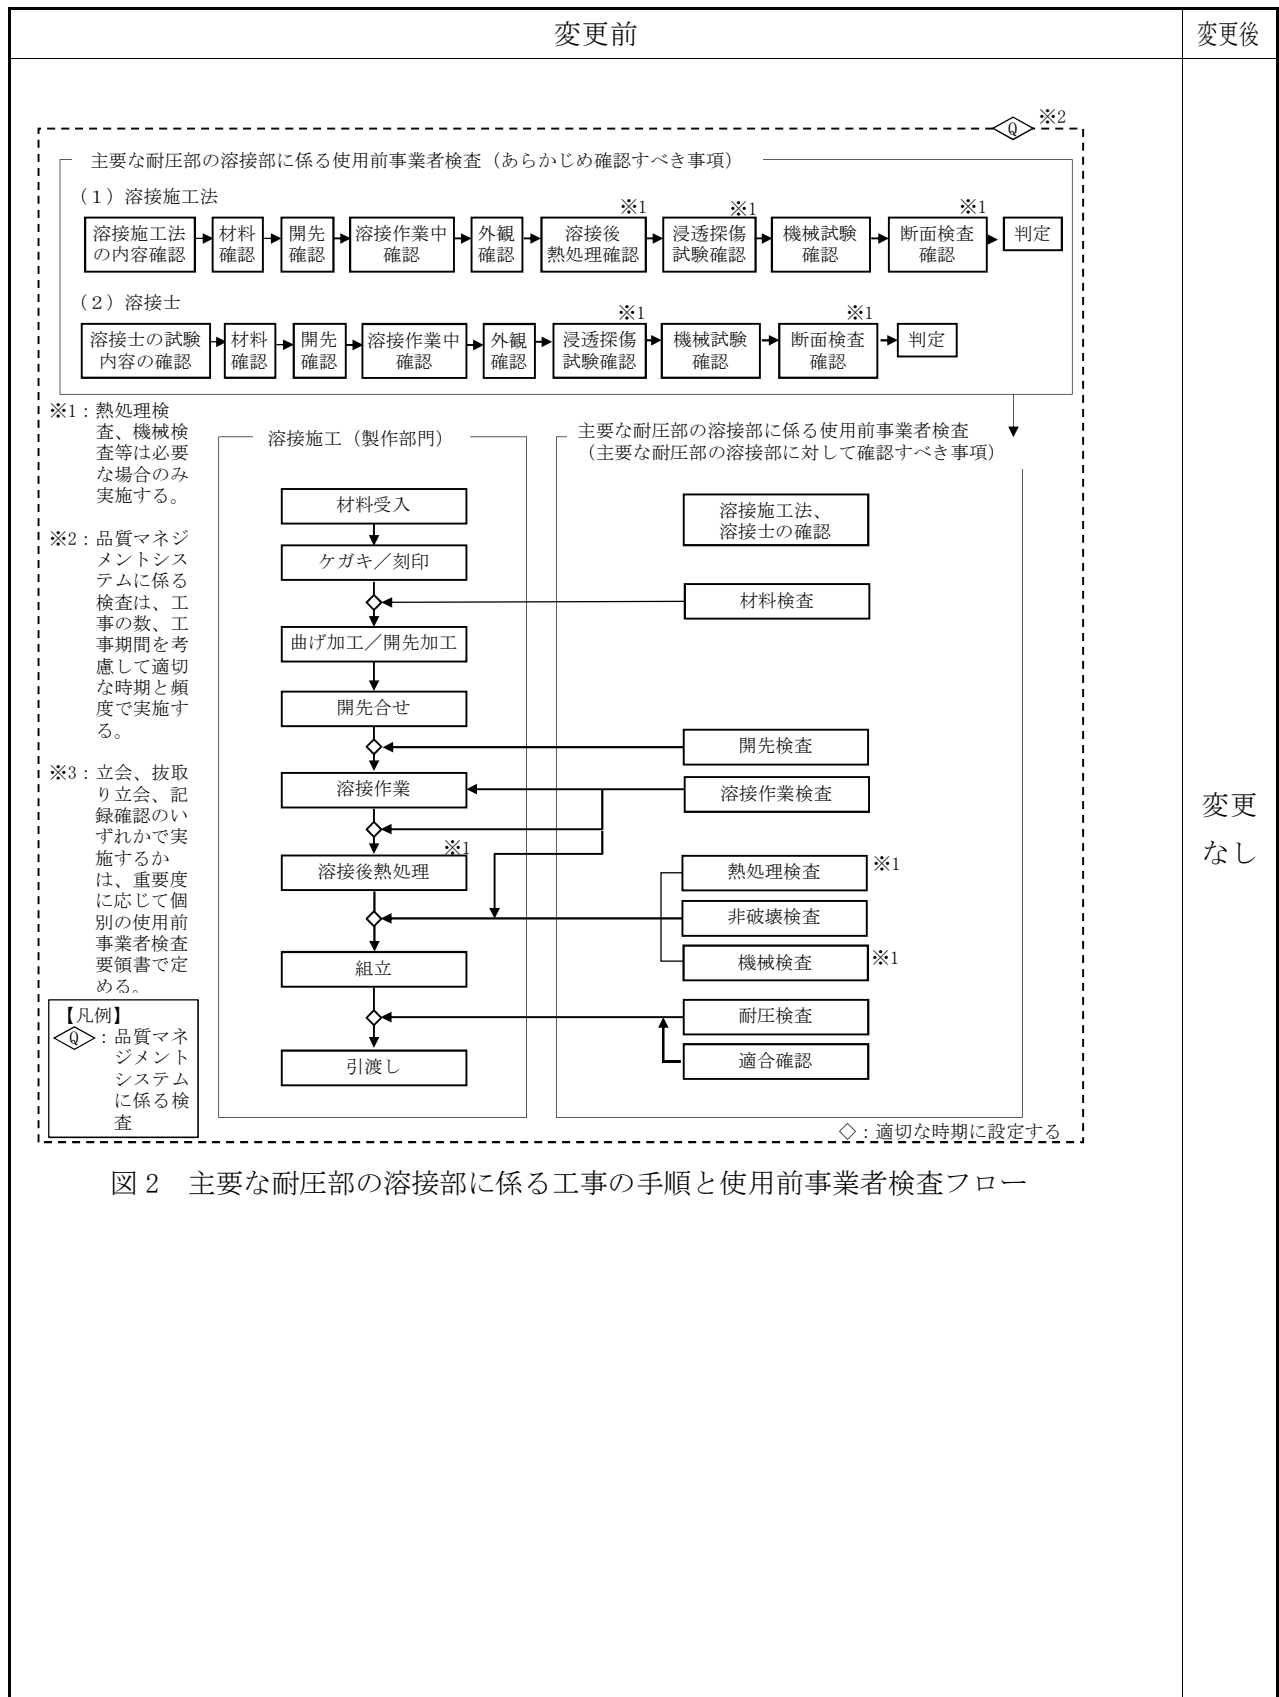 変更前
変更後
Q
※2
主要な耐圧部の溶接部に係る使用前事業者検査（あらかじめ確認すべき事項）
（１）溶接施工法
※1
※1
※1
溶接施工法
の内容確認
材料
確認
開先
確認
溶接作業中
確認
外観
確認
溶接後
熱処理確認
浸透探傷
試験確認
機械試験
確認
断面検査
確認
判定
（２）溶接士
※1
※1
溶接士の試験
内容の確認
材料
確認
開先
確認
溶接作業中
確認
外観
確認
浸透探傷
試験確認
機械試験
確認
断面検査
確認
判定
※1：熱処理検
査、機械検
査等は必要
な場合のみ
実施する。
※2：品質マネジ
メントシス
テムに係る
検査は、工
事の数、工
事期間を考
慮して適切
な時期と頻
度で実施す
る。
※3：立会、抜取
り立会、記
録確認のい
ずれかで実
施するか
は、重要度
に応じて個
別の使用前
事業者検査
要領書で定
める。
【凡例】
Q：品質マネ
ジメント
システム
に係る検
査
溶接施工（製作部門）
材料受入
ケガキ／刻印
曲げ加工／開先加工
開先合せ
溶接作業
※1
溶接後熱処理
組立
引渡し
主要な耐圧部の溶接部に係る使用前事業者検査
（主要な耐圧部の溶接部に対して確認すべき事項）
溶接施工法、
溶接士の確認
材料検査
開先検査
溶接作業検査
熱処理検査
※1
非破壊検査
機械検査
※1
耐圧検査
適合確認
◇：適切な時期に設定する
図２　主要な耐圧部の溶接部に係る工事の手順と使用前事業者検査フロー
変更
なし